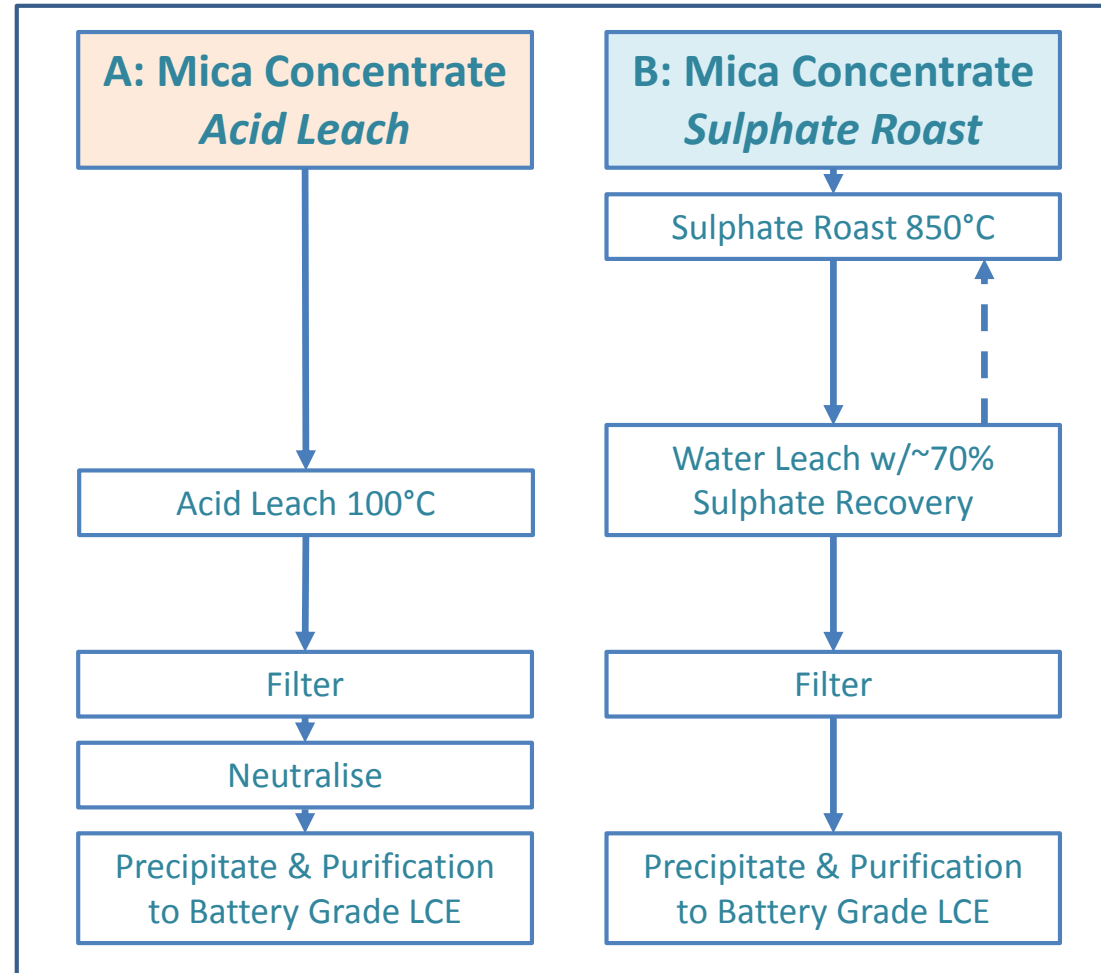 A: Mica Concentrate
Acid Leach
Acid Leach 100°C
Filter
Neutralise
Precipitate & Purification
to Battery Grade LCE
B: Mica Concentrate
Sulphate Roast
Sulphate Roast 850°C
Water Leach w/~70%
Sulphate Recovery
Filter
Precipitate & Purification
to Battery Grade LCE